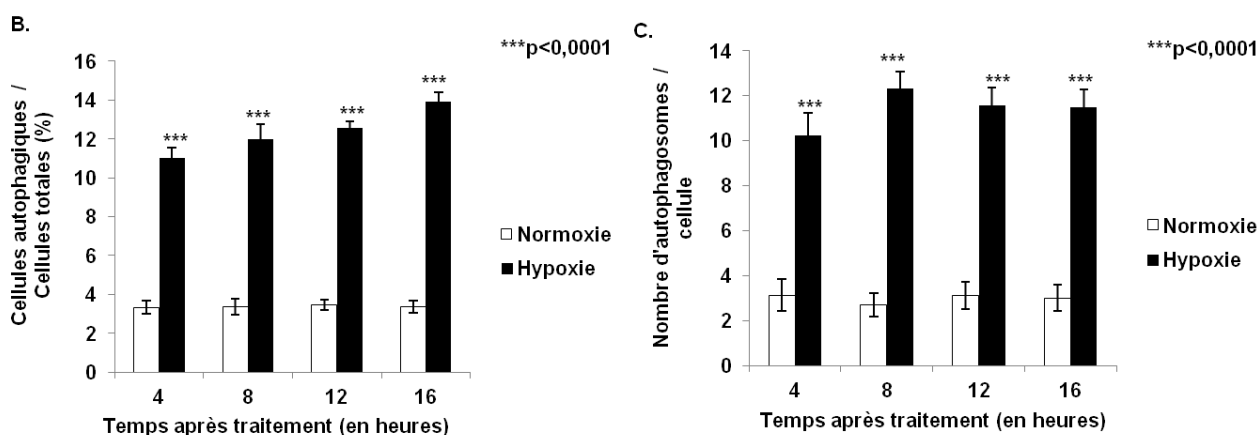 B.
***p<0,0001
Cellules autophagiques /
Cellules totales (%)
16
14
12
10
8
6
4
2
0
***
***
***
***
Normoxie
Hypoxie
4
8
12
16
Temps après traitement (en heures)
C.
***p<0,0001
Nombre d'autophagosomes /
cellule
14
12
10
8
6
4
2
0
***
***
***
***
Normoxie
Hypoxie
4
8
12
16
Temps après traitement (en heures)